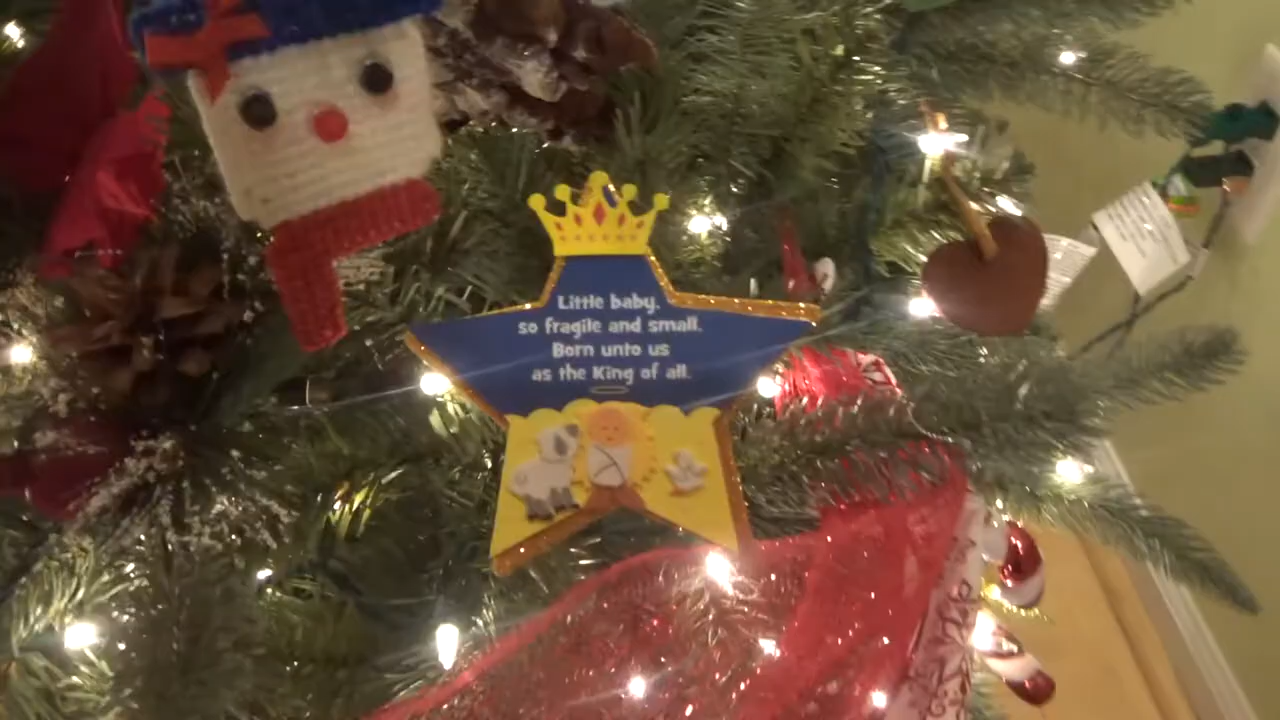 Little baby,
so fragile and small.
Born unto us
as the King of all.